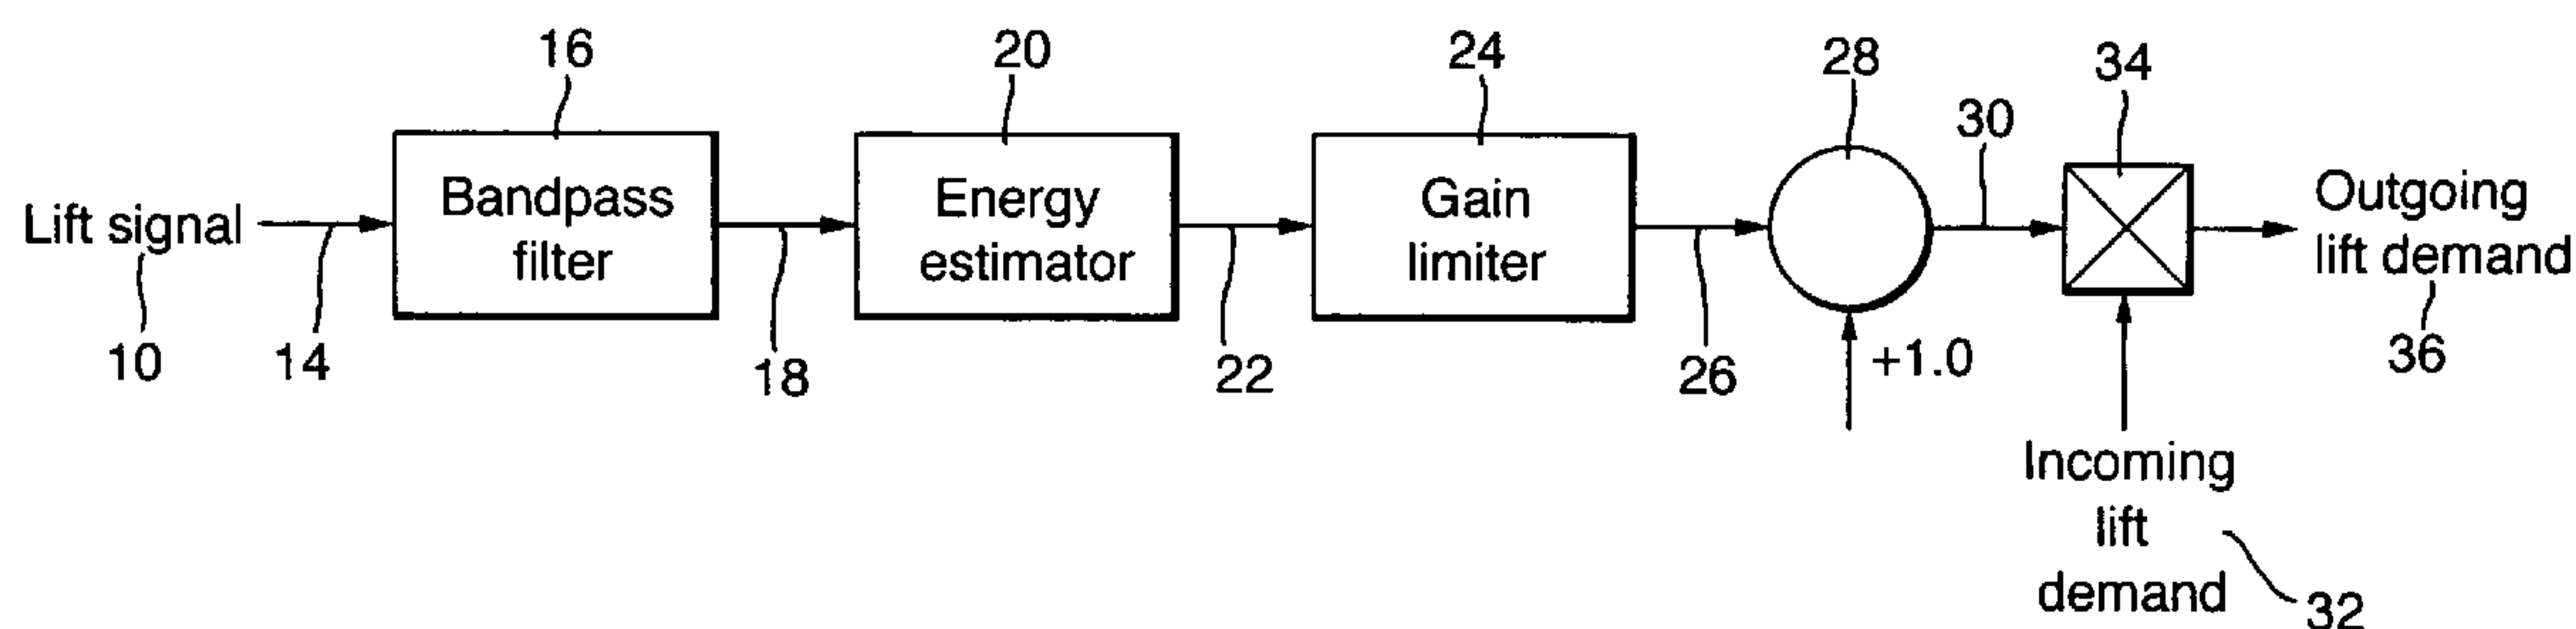 16
20
24
28
34
30
Lift signal
Bandpass
filter
Energy
estimator
Gain
limiter
Outgoing
lift demand
10
14
18
22
26
+1.0
36
Incoming
lift
demand
32